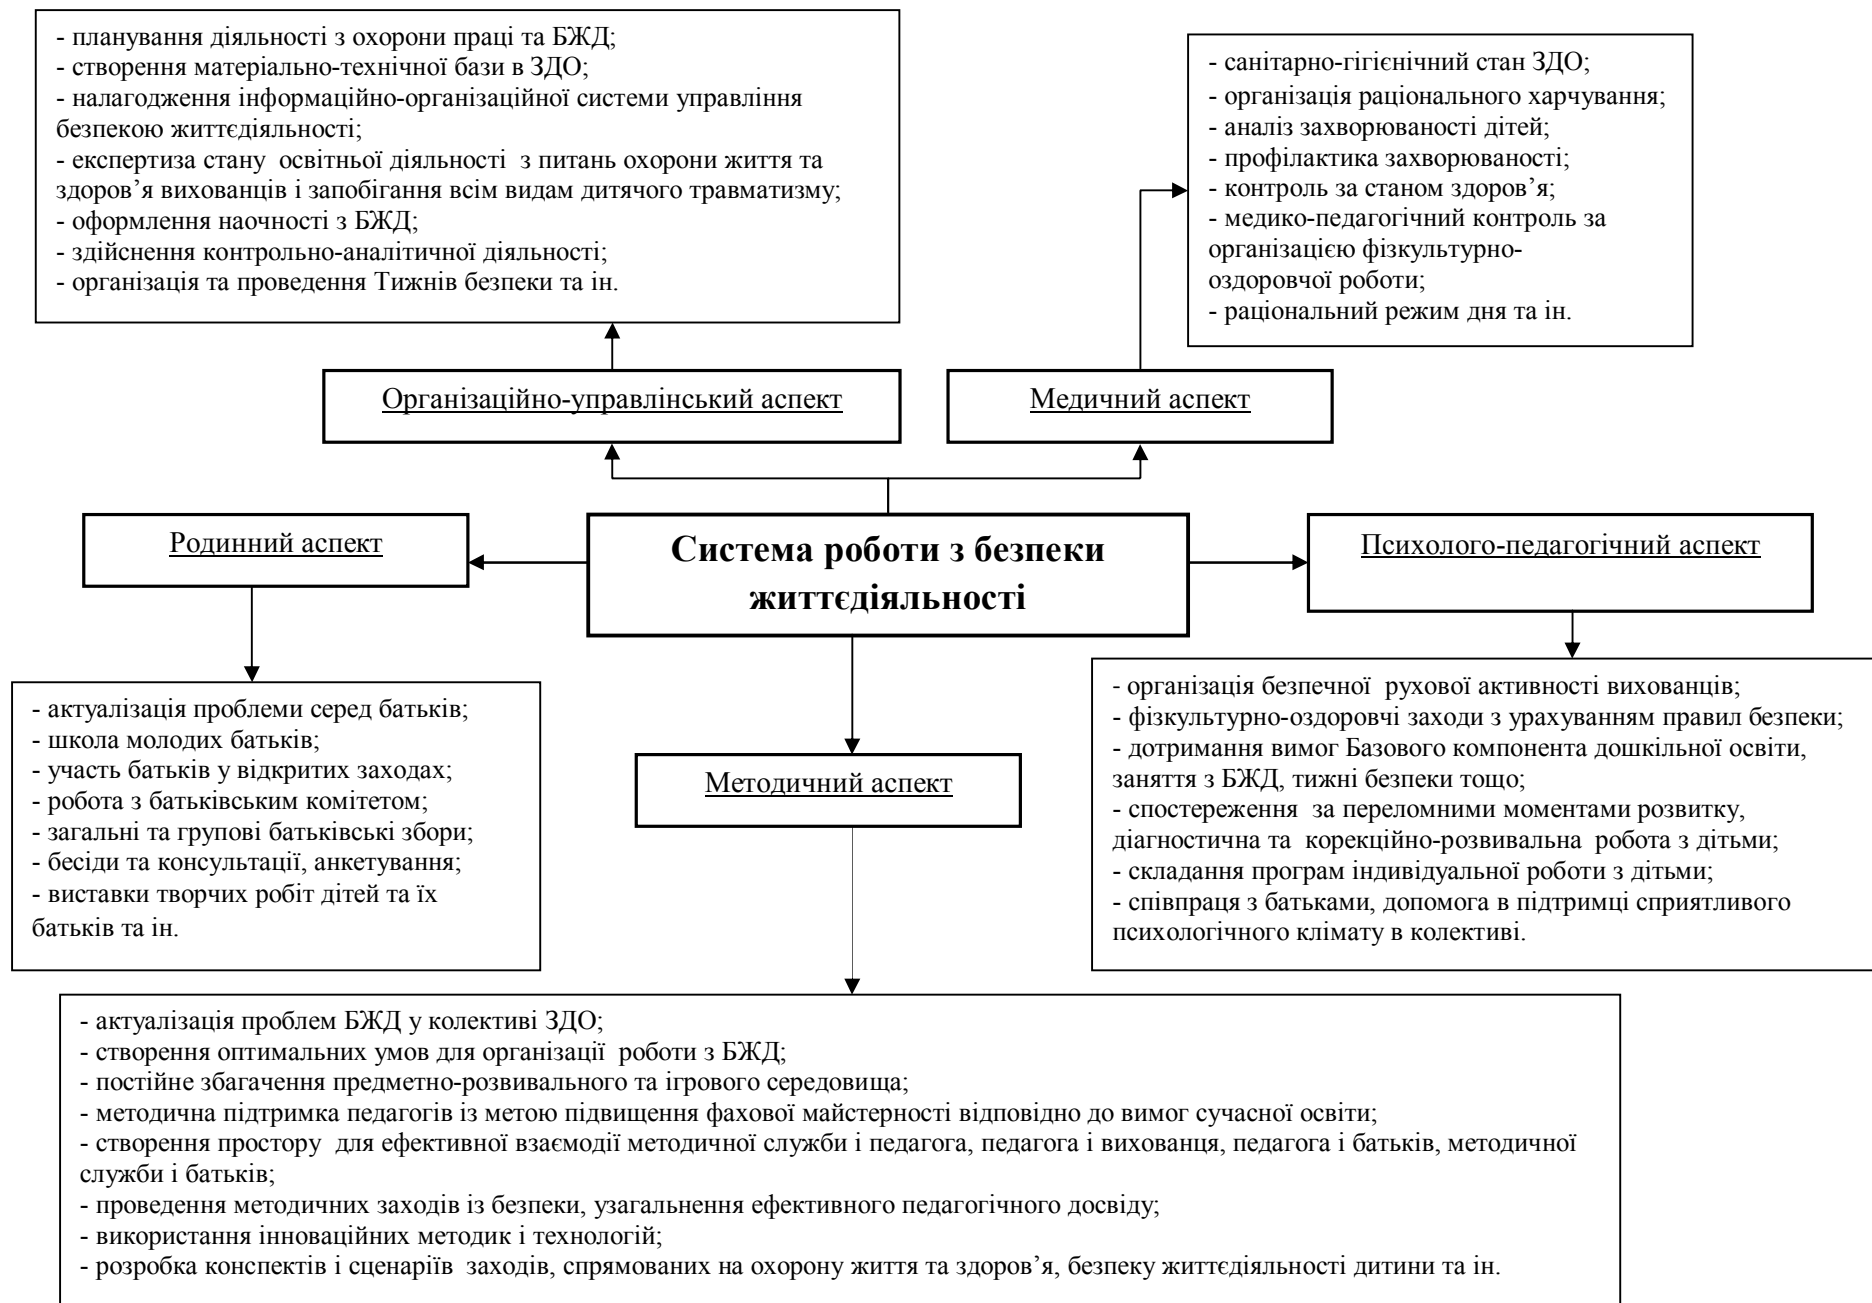 - планування діяльності з охорони праці та БЖД;
- створення матеріально-технічної бази в ЗДО;
- налагодження інформаційно-організаційної системи управління
безпекою життєдіяльності;
- експертиза стану освітньої діяльності з питань охорони життя та
здоров’я вихованців і запобігання всім видам дитячого травматизму;
- оформлення наочності з БЖД;
- здійснення контрольно-аналітичної діяльності;
- організація та проведення Тижнів безпеки та ін.
- санітарно-гігієнічний стан ЗДО;
- організація раціонального харчування;
- аналіз захворюваності дітей;
- профілактика захворюваності;
- контроль за станом здоров’я;
- медико-педагогічний контроль за
організацією фізкультурно-
оздоровчої роботи;
- раціональний режим дня та ін.
Організаційно-управлінський аспект
Медичний аспект
Родинний аспект
Система роботи з безпеки
життєдіяльності
Психолого-педагогічний аспект
- актуалізація проблеми серед батьків;
- школа молодих батьків;
- участь батьків у відкритих заходах;
- робота з батьківським комітетом;
- загальні та групові батьківські збори;
- бесіди та консультації, анкетування;
- виставки творчих робіт дітей та їх
батьків та ін.
Методичний аспект
- організація безпечної рухової активності вихованців;
- фізкультурно-оздоровчі заходи з урахуванням правил безпеки;
- дотримання вимог Базового компонента дошкільної освіти,
заняття з БЖД, тижні безпеки тощо;
- спостереження за переломними моментами розвитку,
діагностична та корекційно-розвивальна робота з дітьми;
- складання програм індивідуальної роботи з дітьми;
- співпраця з батьками, допомога в підтримці сприятливого
психологічного клімату в колективі.
- актуалізація проблем БЖД у колективі ЗДО;
- створення оптимальних умов для організації роботи з БЖД;
- постійне збагачення предметно-розвивального та ігрового середовища;
- методична підтримка педагогів із метою підвищення фахової майстерності відповідно до вимог сучасної освіти;
- створення простору для ефективної взаємодії методичної служби і педагога, педагога і вихованця, педагога і батьків, методичної
служби і батьків;
- проведення методичних заходів із безпеки, узагальнення ефективного педагогічного досвіду;
- використання інноваційних методик і технологій;
- розробка конспектів і сценаріїв заходів, спрямованих на охорону життя та здоров’я, безпеку життєдіяльності дитини та ін.